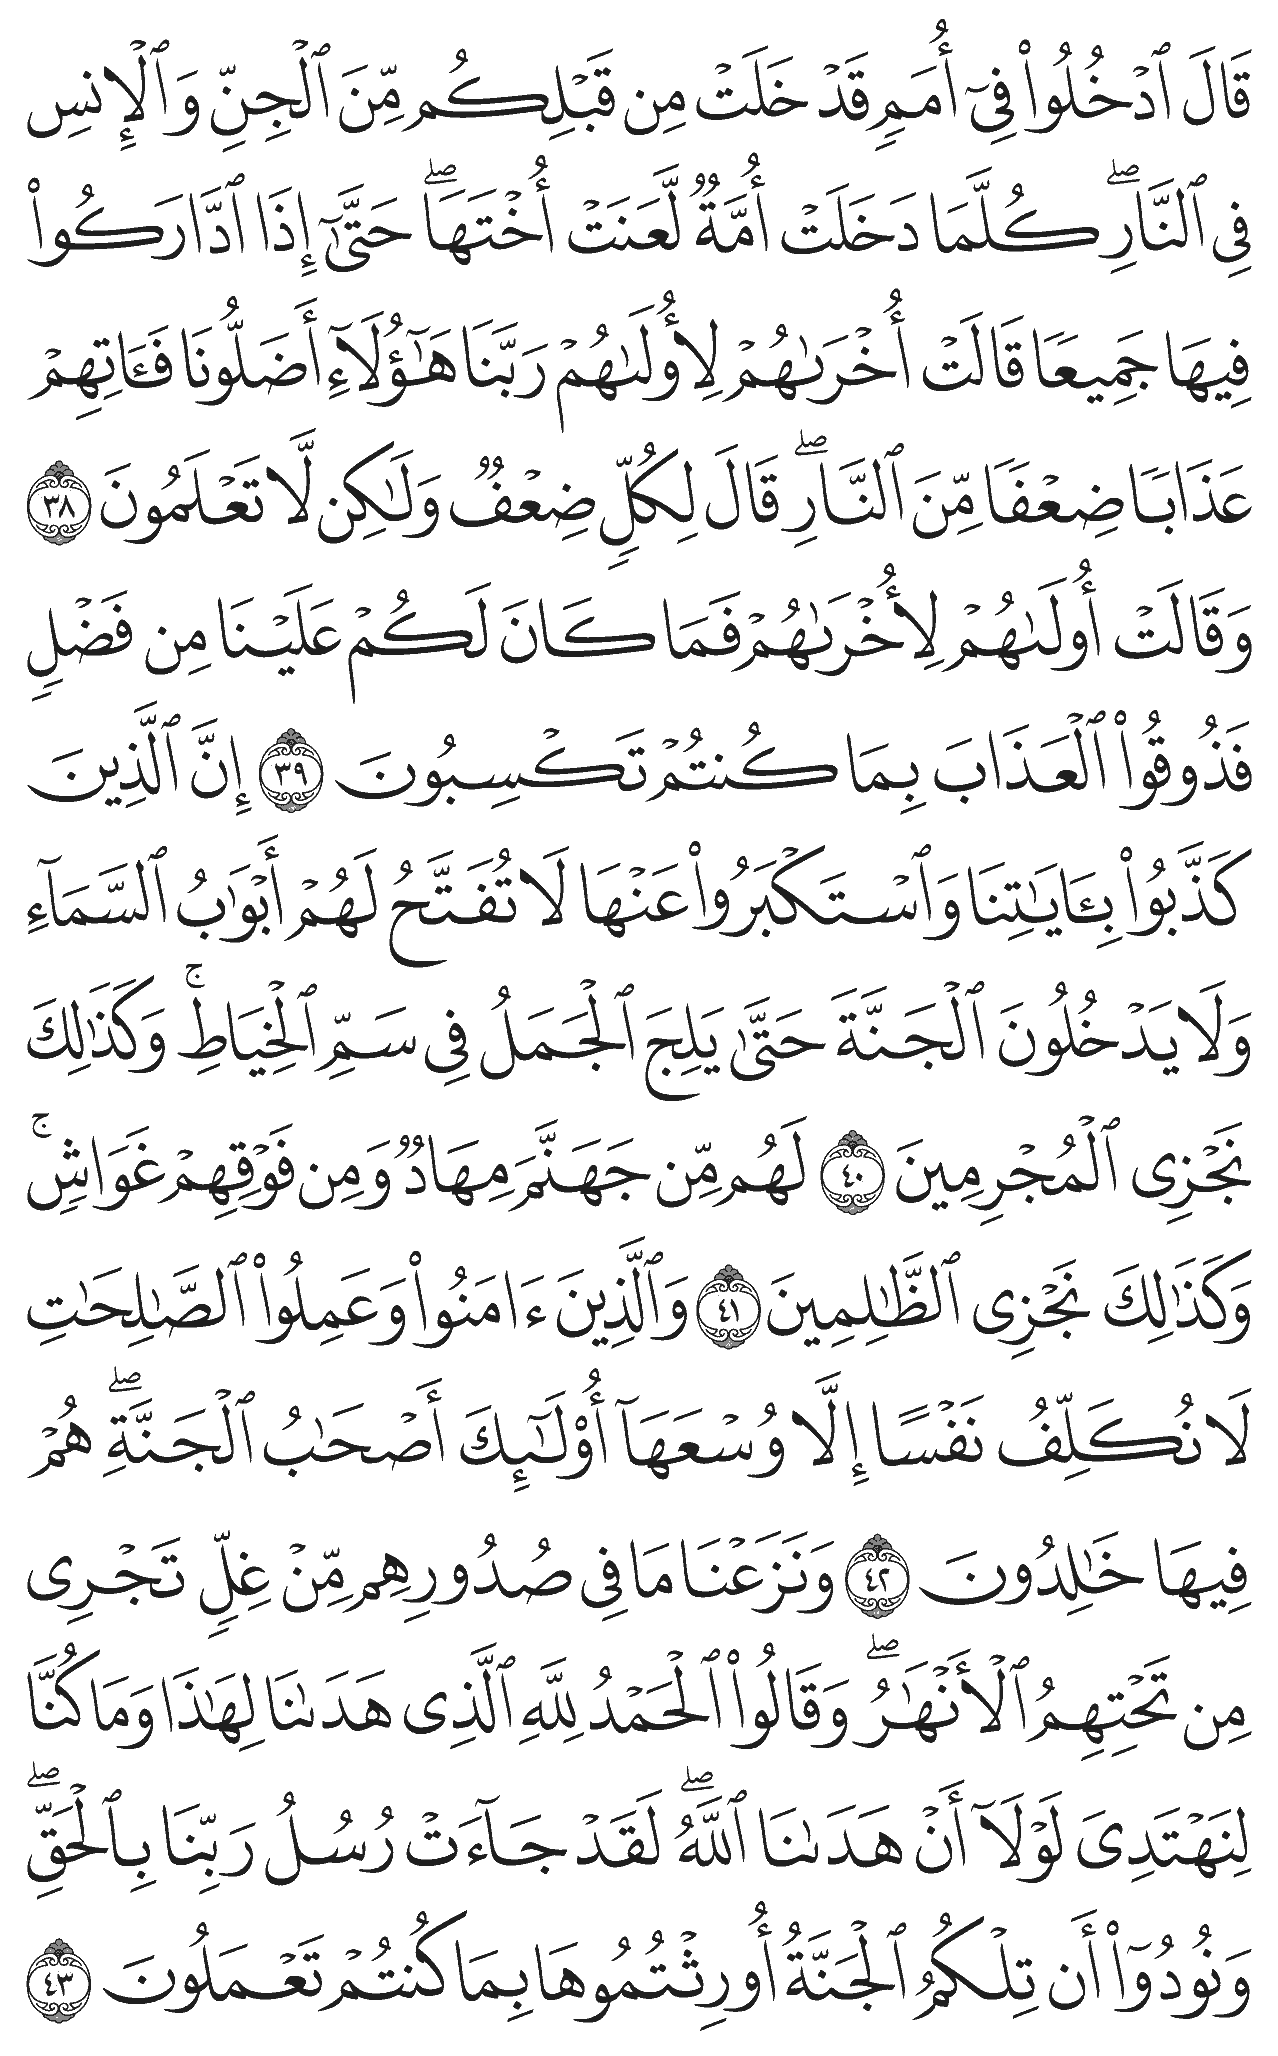 قَالَ ٱدۡخُلُواْ فِيٓ أُمَمٖ قَدۡ خَلَتۡ مِن قَبۡلِكُم مِّنَ ٱلۡجِنِّ وَٱلۡإِنسِ
فِي ٱلنَّارِۖ كُلَّمَا دَخَلَتۡ أُمَّةٞ لَّعَنَتۡ أُخۡتَهَاۖ حَتَّىٰٓ إِذَا ٱدَّارَكُواْ
فِيهَا جَمِيعٗا قَالَتۡ أُخۡرَىٰهُمۡ لِأُولَىٰهُمۡ رَبَّنَا هَٰٓؤُلَآءِ أَضَلُّونَا فَـَٔاتِهِمۡ
عَذَابٗا ضِعۡفٗا مِّنَ ٱلنَّارِۖ قَالَ لِكُلّٖ ضِعۡفٞ وَلَٰكِن لَّا تَعۡلَمُونَ ٣٨
وَقَالَتۡ أُولَىٰهُمۡ لِأُخۡرَىٰهُمۡ فَمَا كَانَ لَكُمۡ عَلَيۡنَا مِن فَضۡلٖ
فَذُوقُواْ ٱلۡعَذَابَ بِمَا كُنتُمۡ تَكۡسِبُونَ ٣٩ إِنَّ ٱلَّذِينَ
كَذَّبُواْ بِـَٔايَٰتِنَا وَٱسۡتَكۡبَرُواْ عَنۡهَا لَا تُفَتَّحُ لَهُمۡ أَبۡوَٰبُ ٱلسَّمَآءِ
وَلَا يَدۡخُلُونَ ٱلۡجَنَّةَ حَتَّىٰ يَلِجَ ٱلۡجَمَلُ فِي سَمِّ ٱلۡخِيَاطِۚ وَكَذَٰلِكَ
نَجۡزِي ٱلۡمُجۡرِمِينَ ٤٠ لَهُم مِّن جَهَنَّمَ مِهَادٞ وَمِن فَوۡقِهِمۡ غَوَاشٖۚ
وَكَذَٰلِكَ نَجۡزِي ٱلظَّٰلِمِينَ ٤١ وَٱلَّذِينَ ءَامَنُواْ وَعَمِلُواْ ٱلصَّٰلِحَٰتِ
لَا نُكَلِّفُ نَفۡسًا إِلَّا وُسۡعَهَآ أُوْلَٰٓئِكَ أَصۡحَٰبُ ٱلۡجَنَّةِۖ هُمۡ
فِيهَا خَٰلِدُونَ ٤٢ وَنَزَعۡنَا مَا فِي صُدُورِهِم مِّنۡ غِلّٖ تَجۡرِي
مِن تَحۡتِهِمُ ٱلۡأَنۡهَٰرُۖ وَقَالُواْ ٱلۡحَمۡدُ لِلَّهِ ٱلَّذِي هَدَىٰنَا لِهَٰذَا وَمَا كُنَّا
لِنَهۡتَدِيَ لَوۡلَآ أَنۡ هَدَىٰنَا ٱللَّهُۖ لَقَدۡ جَآءَتۡ رُسُلُ رَبِّنَا بِٱلۡحَقِّۖ
وَنُودُوٓاْ أَن تِلۡكُمُ ٱلۡجَنَّةُ أُورِثۡتُمُوهَا بِمَا كُنتُمۡ تَعۡمَلُونَ ٤٣